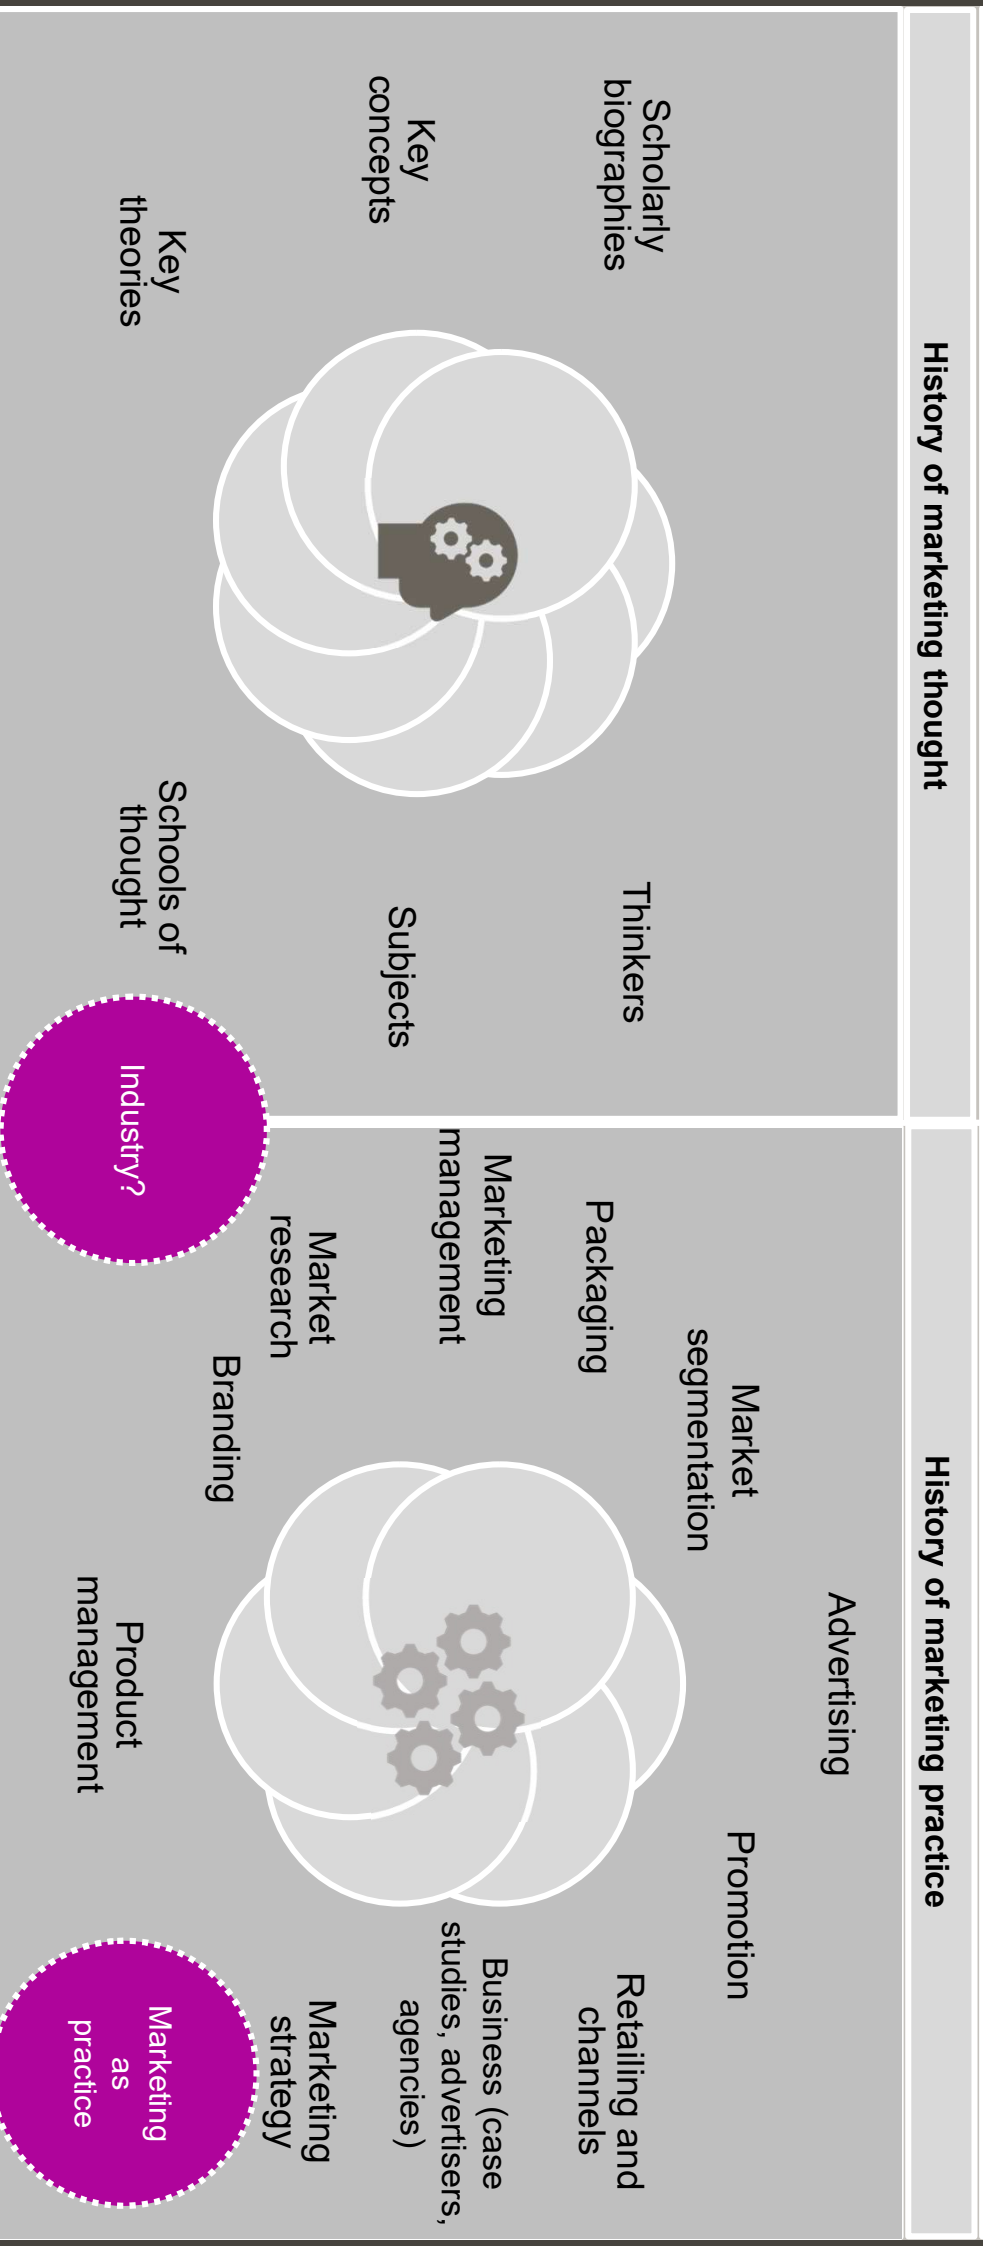 History of marketing thought
History of marketing practice
Scholarly
biographies
Key
concepts
Key
theories
Thinkers
Subjects
Schools of
thought
Industry?
Advertising
Market
segmentation
Packaging
Marketing
management
Market
research
Branding
Product
management
Promotion
Retailing and
channels
Business (case
studies, advertisers,
agencies)
Marketing
strategy
Marketing
as
practice